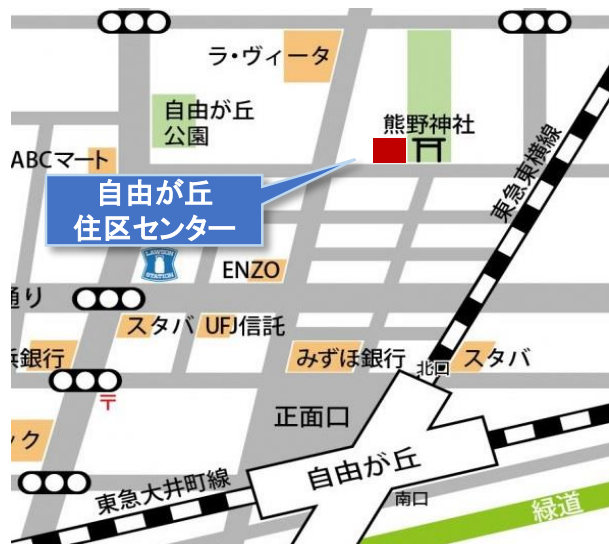 ラ・ヴィータ
自由が丘
公園
熊野神社
ABCマート
自由が丘
住区センター
東急東横線
LAWSON
STATION
ENZO
通り
スタバ
UFJ信託
浜銀行
みずほ銀行
北口
スタバ
〒
正面口
ック
自由が丘
東急大井町線
南口
緑道